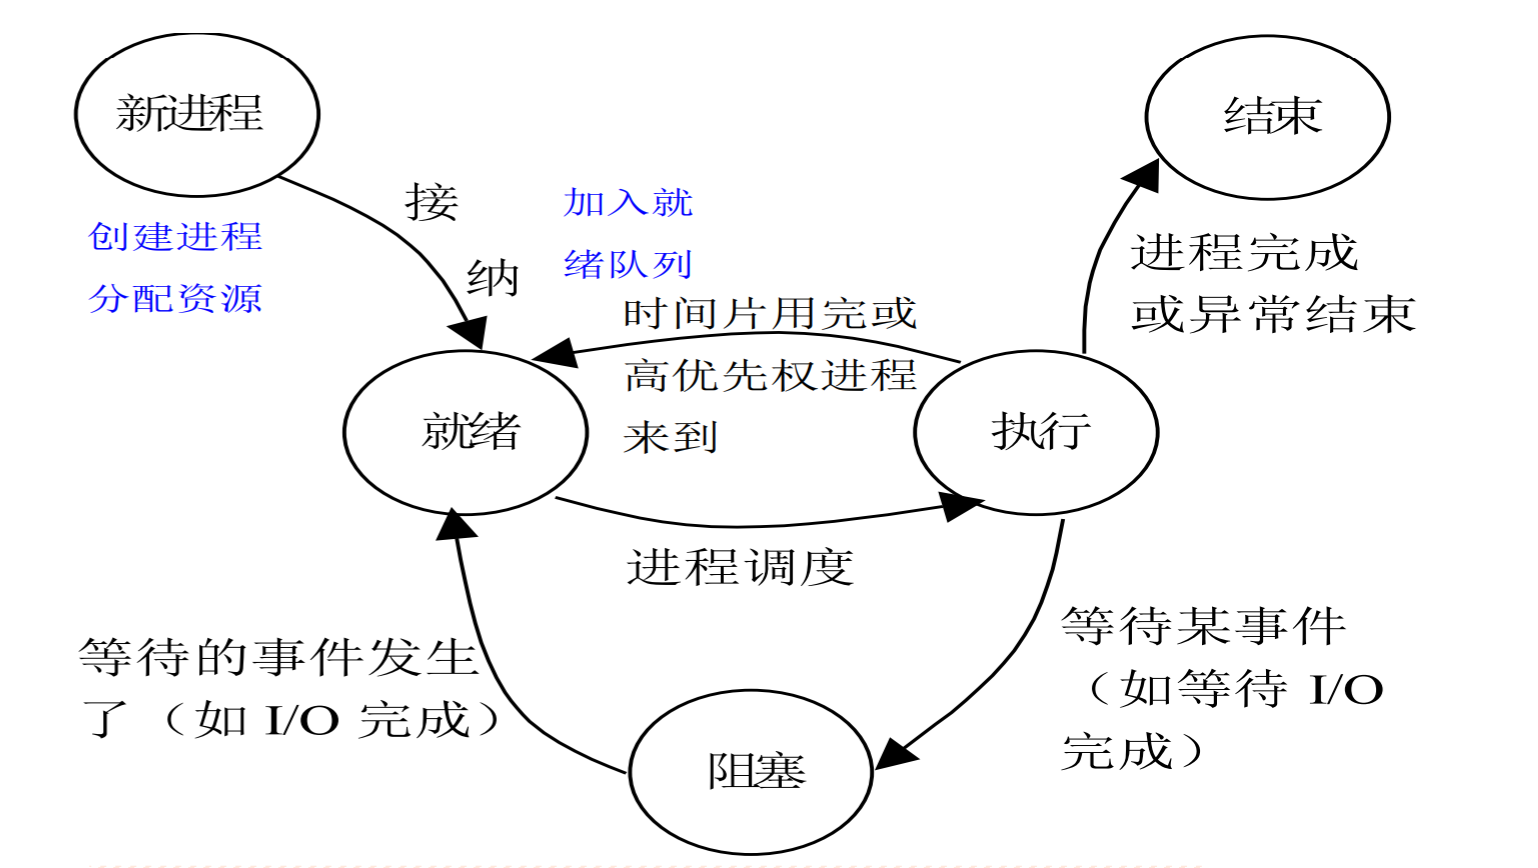 新进程
结束
创建进程
分配资源
接
纳
加入就
绪队列
时间片用完或
高优先权进程
来到
进程完成
或异常结束
就绪
执行
进程调度
等待的事件发生
了（如 I/O 完成）
等待某事件
（如等待 I/O
完成）
阻塞